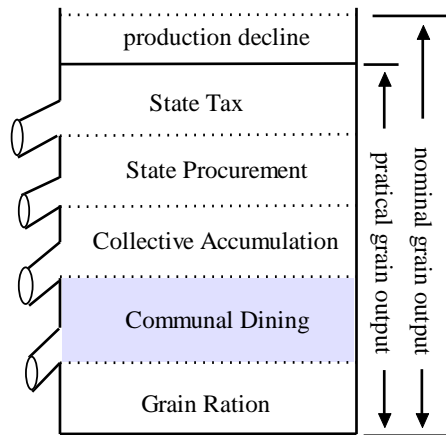 production decline
State Tax
State Procurement
Collective Accumulation
Communal Dining
Grain Ration
pratical grain output
nominal grain output